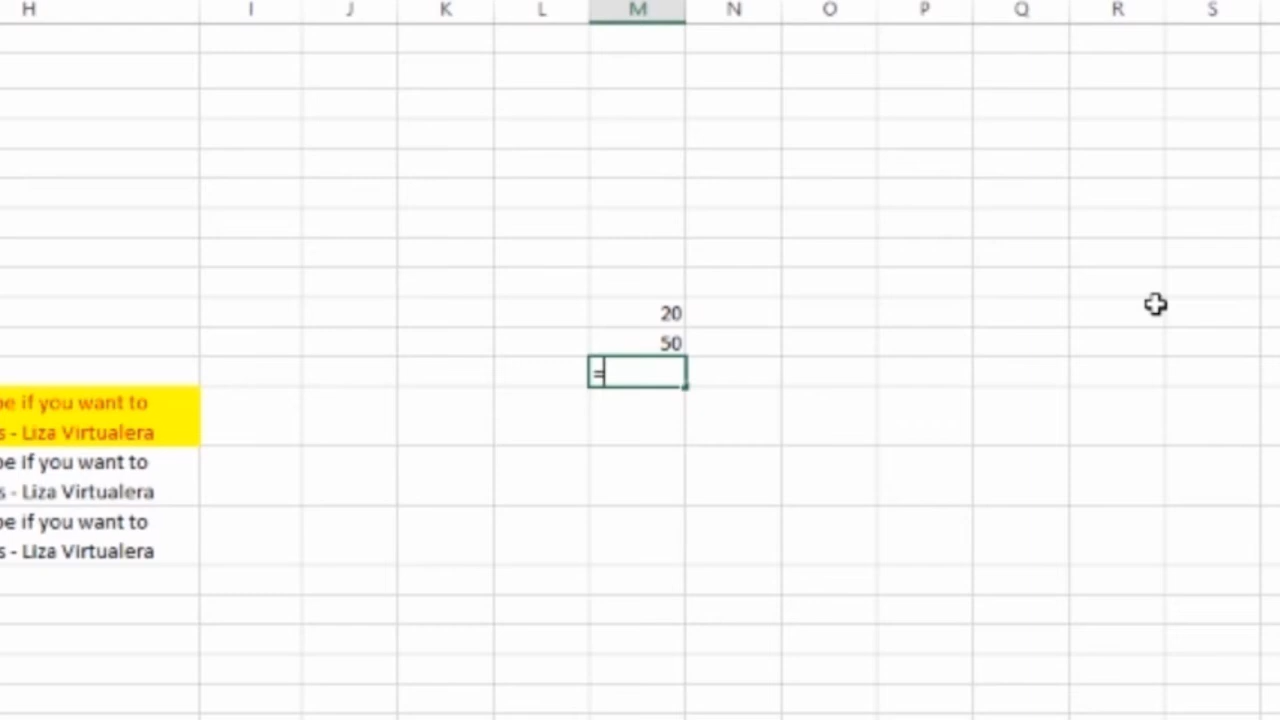 H I J K L M N O P Q R S
20
50
=
be if you want to
s - Liza Virtualera
be if you want to
s - Liza Virtualera
be if you want to
s - Liza Virtualera